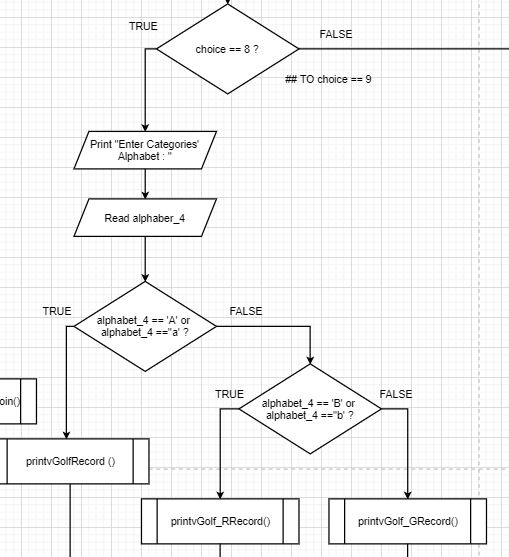 TRUE
FALSE
choice == 8 ?
## TO choice == 9
Print "Enter Categories'
Alphabet : "
Read alphaber_4
TRUE
FALSE
alphabet_4 == 'A' or
alphabet_4 =="a' ?
TRUE
FALSE
alphabet_4 == 'B' or
alphabet_4 =="b' ?
oin()
printvGolfRecord ()
printvGolf_RRecord()
printvGolf_GRecord()